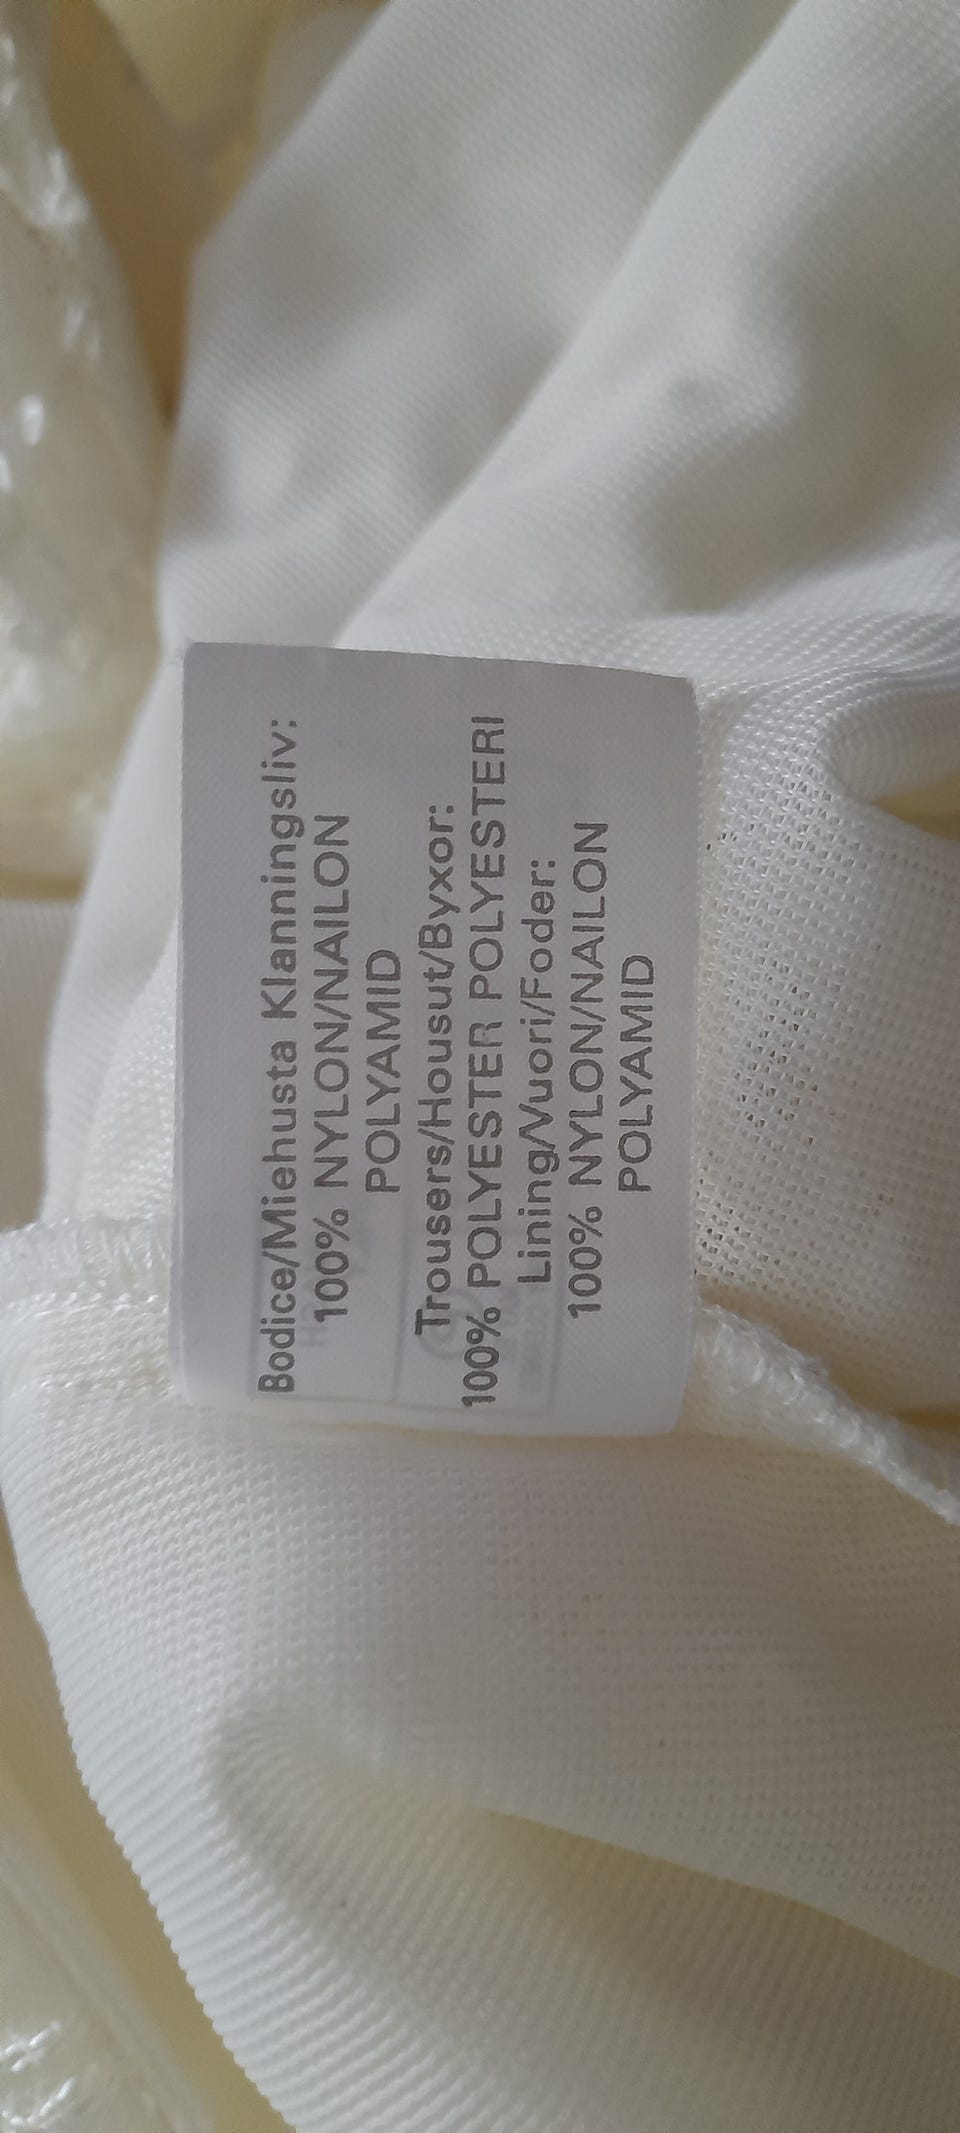 Bodice/Miehusta Klanningsliv:
100% NYLON/NAILON
POLYAMID
Trousers/Housut/Byxor:
100% POLYESTER POLYESTERI
Lining/Vuori/Foder:
100% NYLON/NAILON
POLYAMID